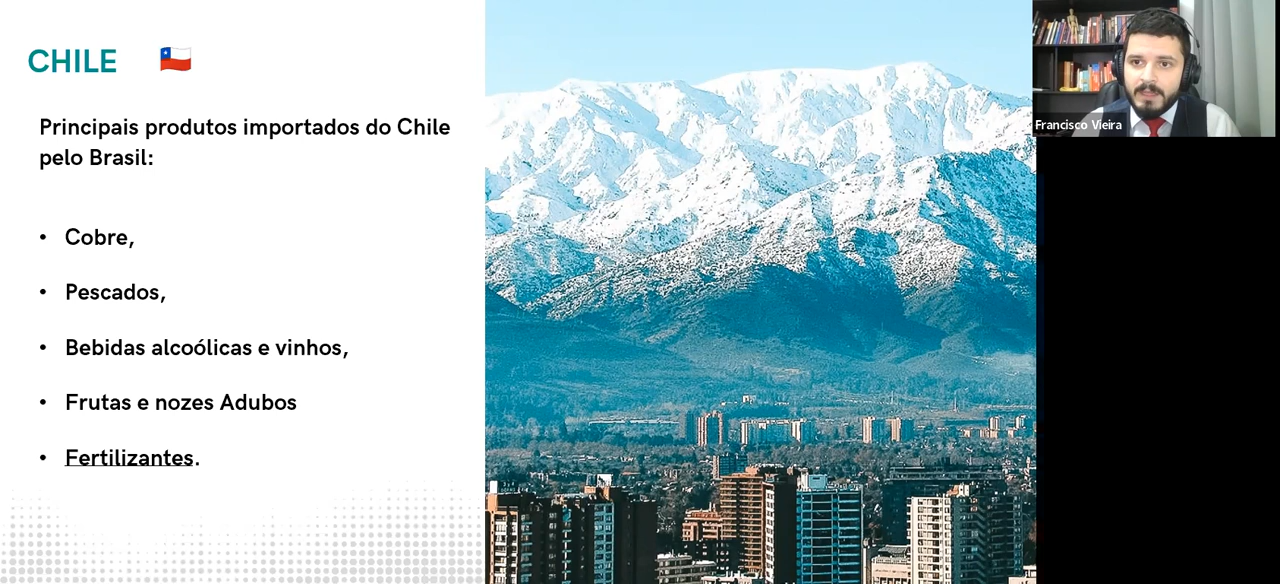 CHILE
Principais produtos importados do Chile
pelo Brasil:
• Cobre,
• Pescados,
• Bebidas alcoólicas e vinhos,
• Frutas e nozes Adubos
• Fertilizantes.
Francisco Vieira